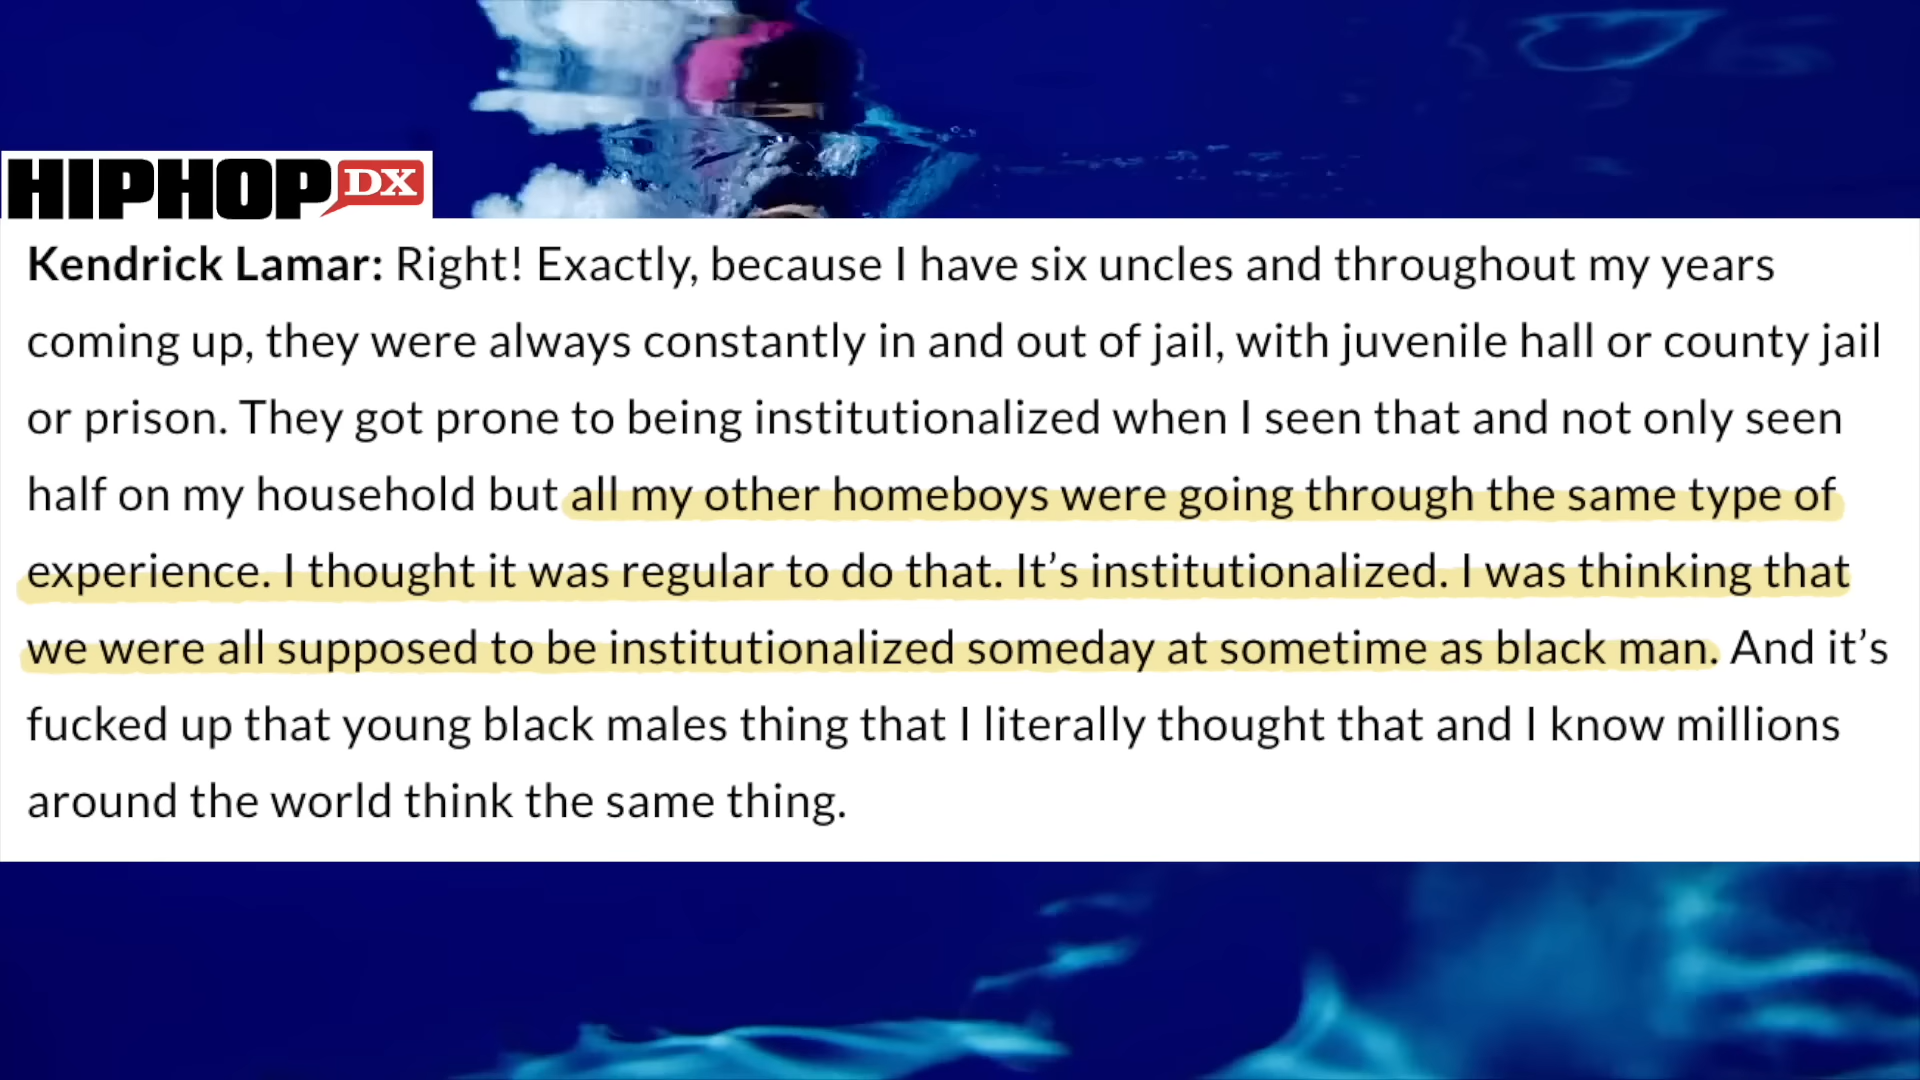 HIPHOP DX
Kendrick Lamar: Right! Exactly, because I have six uncles and throughout my years
coming up, they were always constantly in and out of jail, with juvenile hall or county jail
or prison. They got prone to being institutionalized when I seen that and not only seen
half on my household but all my other homeboys were going through the same type of
experience. I thought it was regular to do that. It’s institutionalized. I was thinking that
we were all supposed to be institutionalized someday at sometime as black man. And it’s
fucked up that young black males thing that I literally thought that and I know millions
around the world think the same thing.